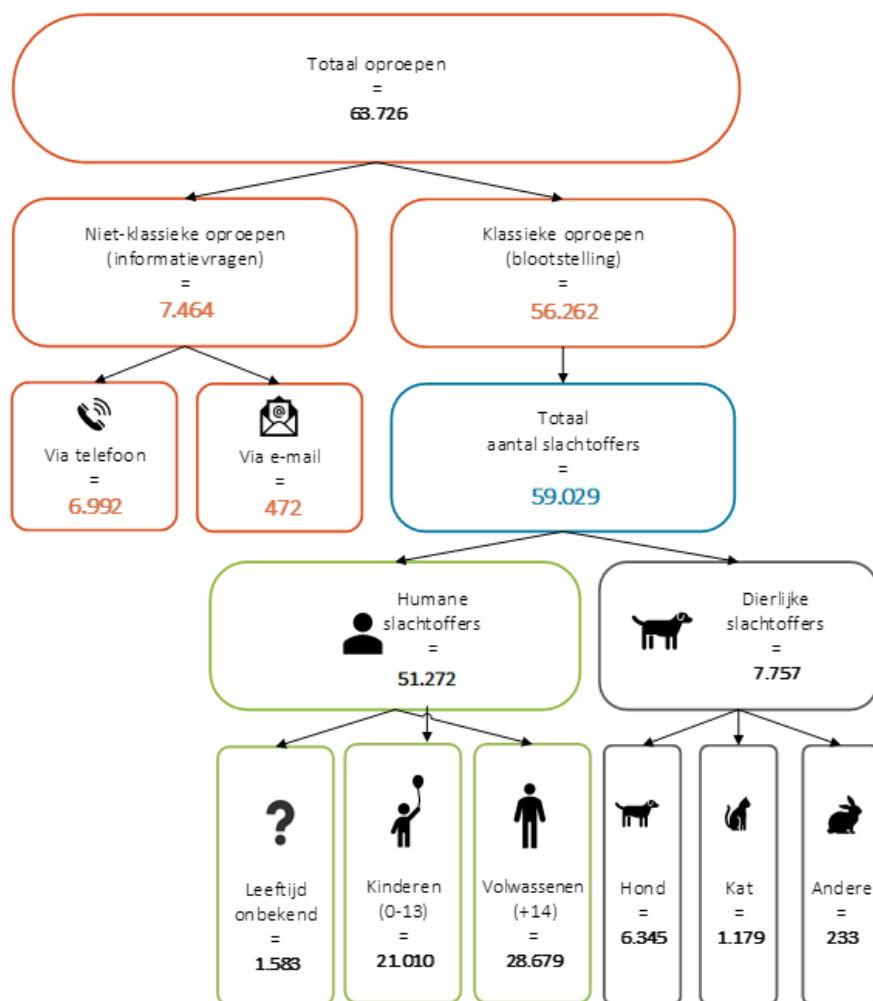 Totaal oproepen
=
63.726
Niet-klassieke oproepen
(informatievragen)
=
7.464
Klassieke oproepen
(blootstelling)
=
56.262
Via telefoon
=
6.992
@
Via e-mail
=
472
Totaal
aantal slachtoffers
=
59.029
Humane
slachtoffers
=
51.272
Dierlijke
slachtoffers
=
7.757
?
Leeftijd
onbekend
=
1.583
Kinderen
(0-13)
=
21.010
Volwassenen
(+14)
=
28.679
Hond
=
6.345
Kat
=
1.179
Andere
=
233